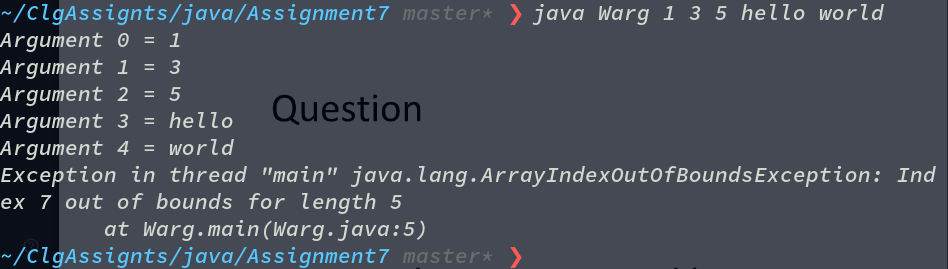 ~/ClgAssignts/java/Assignment7 master* ❯ java Warg 1 3 5 hello world
Argument 0 = 1
Argument 1 = 3
Argument 2 = 5
Question
Argument 3 = hello
Argument 4 = world
Exception in thread "main" java.lang.ArrayIndexOutOfBoundsException: Ind
ex 7 out of bounds for length 5
at Warg.main(Warg.java:5)
~/ClgAssignts/java/Assignment7 master* ❯